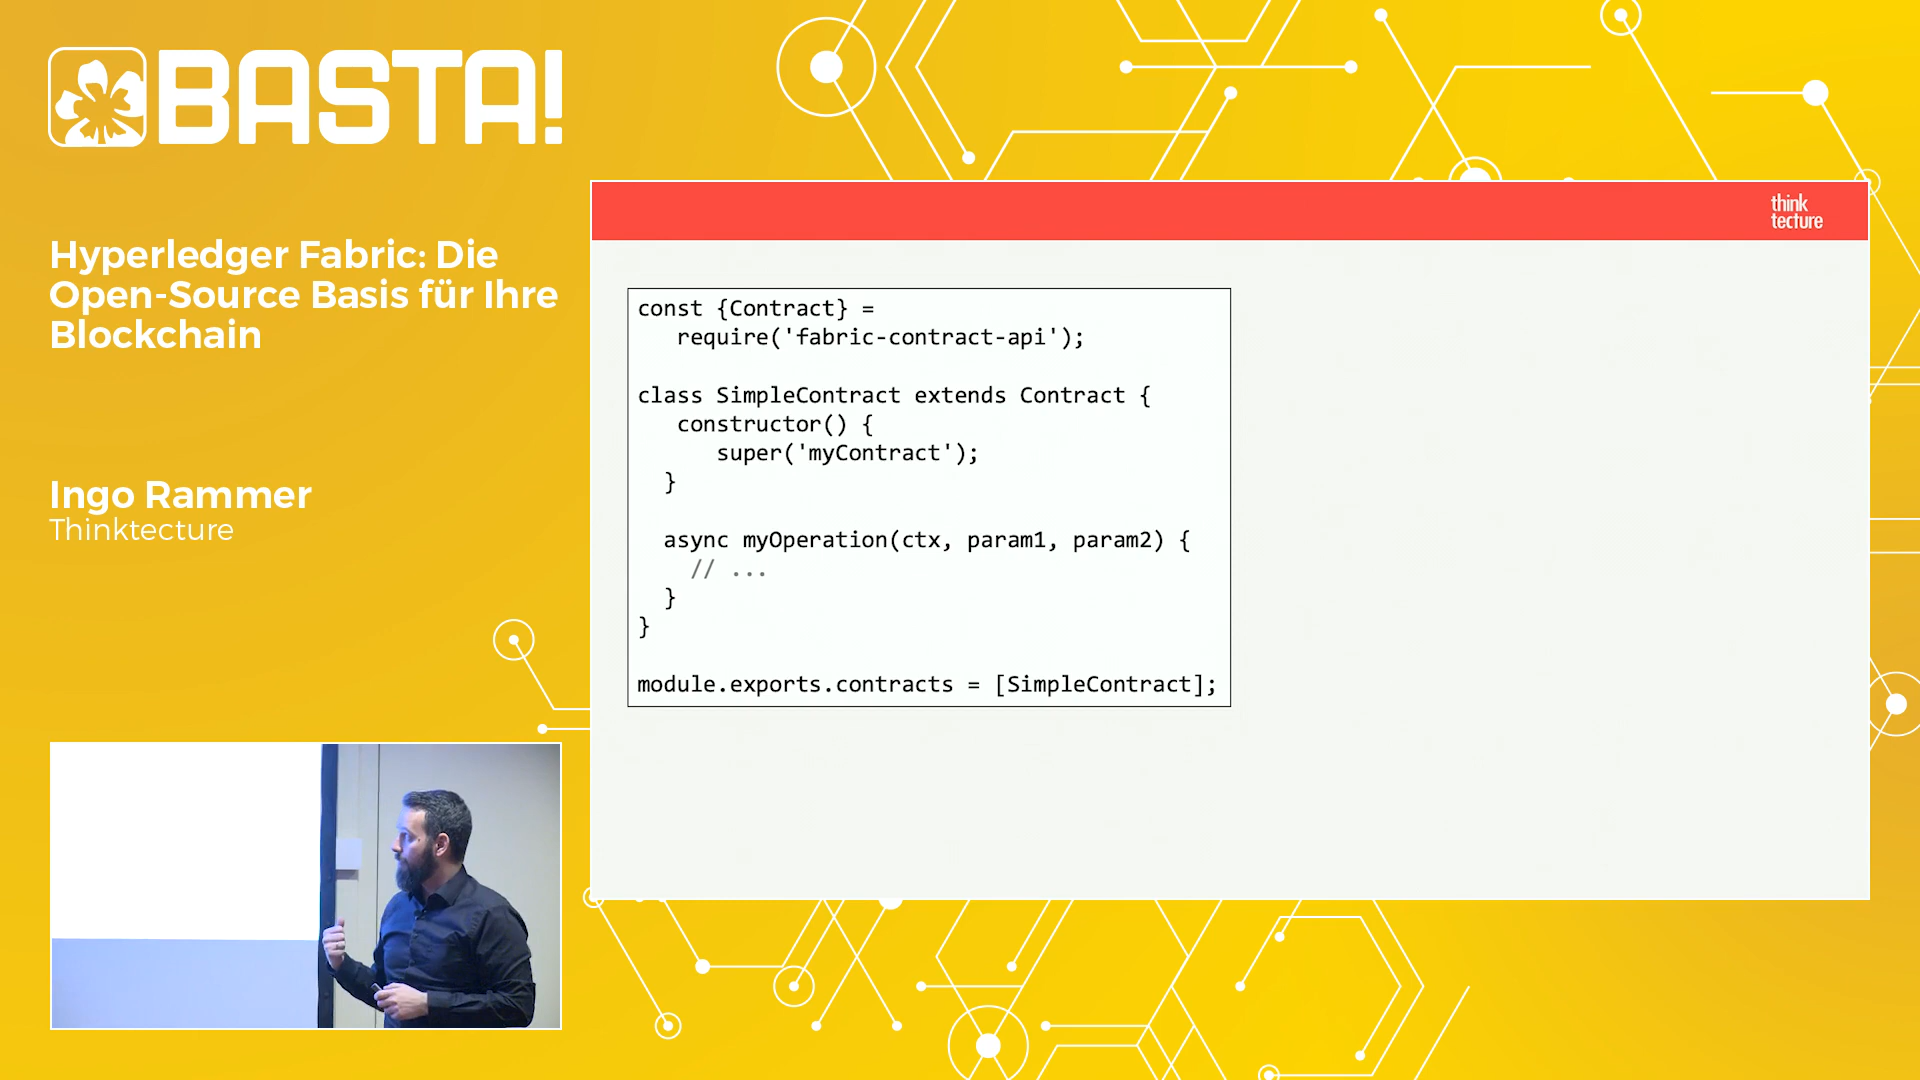 BASTA!
Hyperledger Fabric: Die
Open-Source Basis für Ihre
Blockchain
Ingo Rammer
Thinktecture
think
tecture
const {Contract} =
require('fabric-contract-api');
class SimpleContract extends Contract {
constructor() {
super('myContract');
}
async myOperation(ctx, param1, param2) {
// ...
}
}
module.exports.contracts = [SimpleContract];